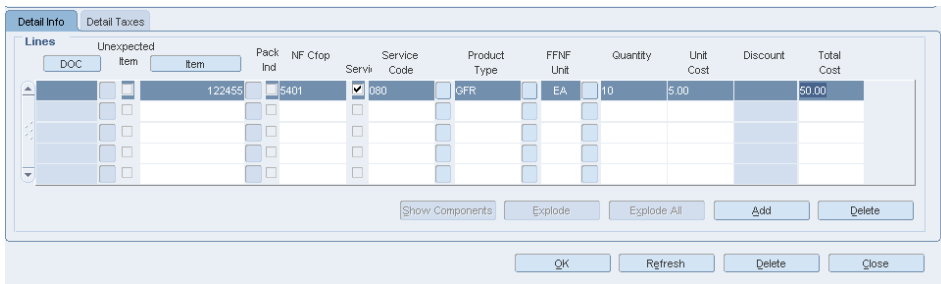 Detail Info Detail Taxes
Lines
DOC Unexpected Item Item Pack Ind NF Cfop Servi Service Code Product Type FFNF Unit Quantity Unit Cost Discount Total Cost
122455 5401 080 GFR EA 10 5.00 50.00
Show Components Explode Explode All Add Delete
OK Refresh Delete Close